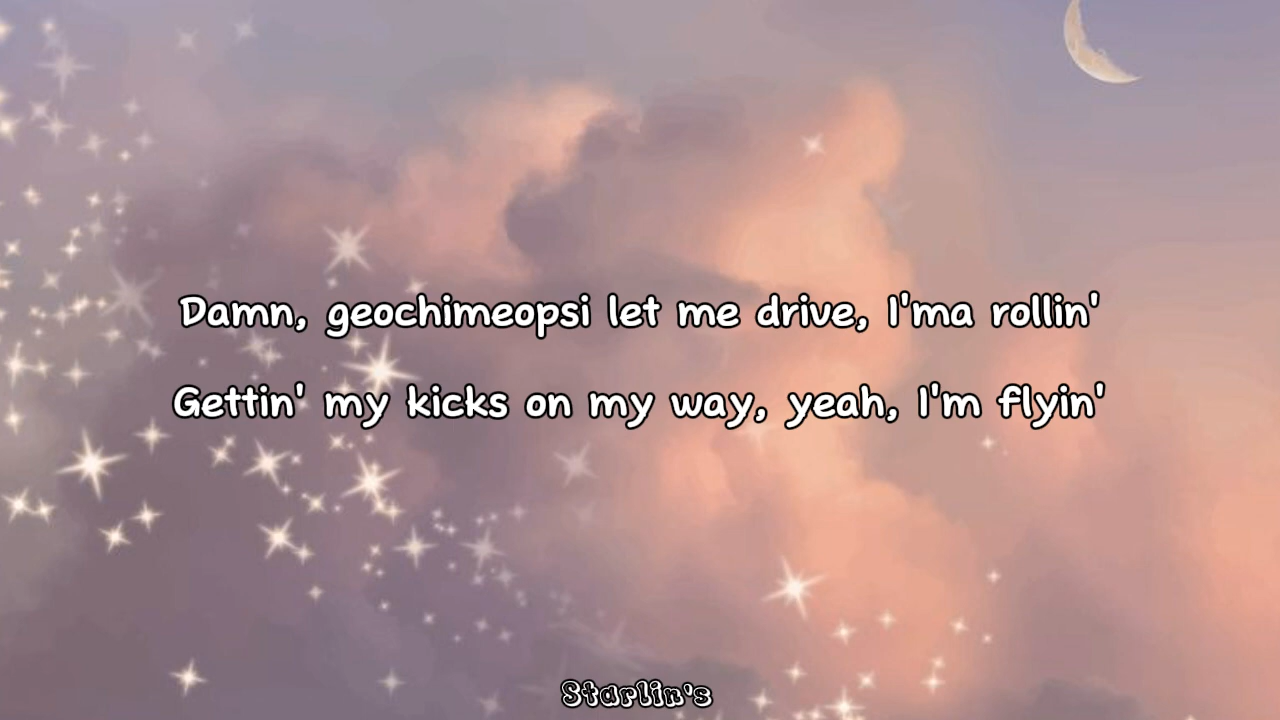 Damn, geochimeopsi let me drive, I'ma rollin'
Gettin' my kicks on my way, yeah, I'm flyin'
Starlin's